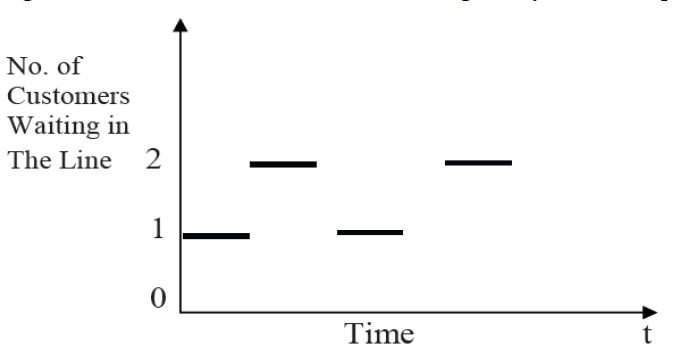 No. of
Customers
Waiting in
The Line
2
1
0
Time
t